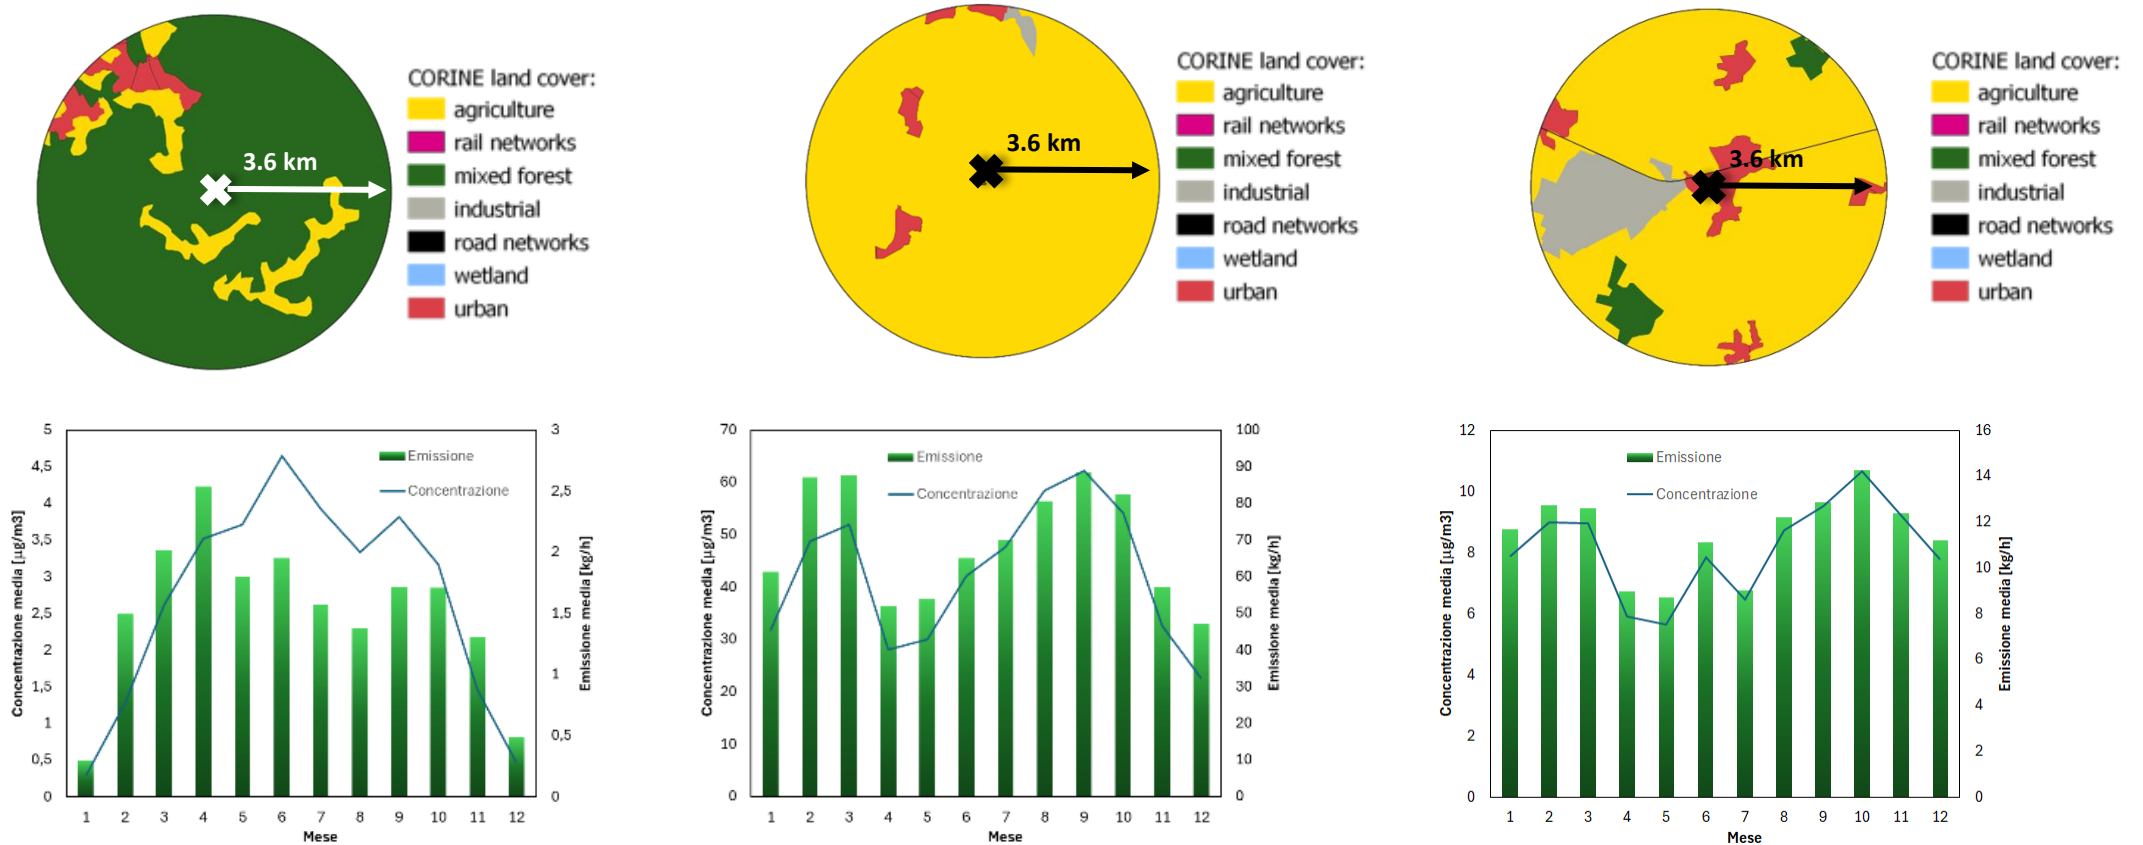 3.6 km
CORINE land cover:
agriculture
rail networks
mixed forest
industrial
road networks
wetland
urban
3.6 km
CORINE land cover:
agriculture
rail networks
mixed forest
industrial
road networks
wetland
urban
3.6 km
CORINE land cover:
agriculture
rail networks
mixed forest
industrial
road networks
wetland
urban
Concentrazione media [µg/m3]
5
4,5
4
3,5
3
2,5
2
1,5
1
0,5
0
Emissione
Concentrazione
3
2,5
2
1,5
1
0,5
0
Emissione media [kg/h]
1 2 3 4 5 6 7 8 9 10 11 12
Mese
Concentrazione media [µg/m3]
70
60
50
40
30
20
10
0
Emissione
Concentrazione
100
90
80
70
60
50
40
30
20
10
0
Emissione media [kg/h]
1 2 3 4 5 6 7 8 9 10 11 12
Mese
Concentrazione media [µg/m3]
12
10
8
6
4
2
0
Emissione
Concentrazione
16
14
12
10
8
6
4
2
0
Emissione media [kg/h]
1 2 3 4 5 6 7 8 9 10 11 12
Mese